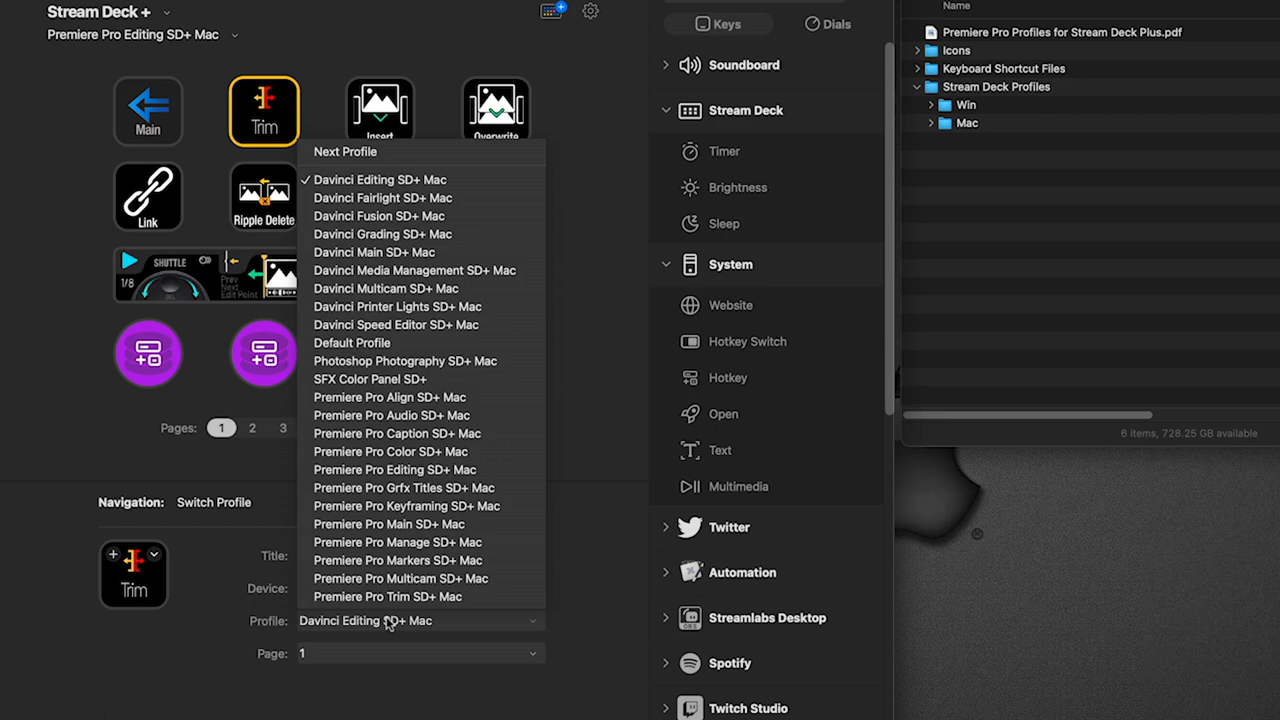 Stream Deck +
Premiere Pro Editing SD+ Mac
Main
Trim
Insert
Overwrite
Link
Ripple Delete
SHUTTLE
1/8
JOG
Prev
Next
Edit Point
Pages: 1 2 3
Next Profile
✓ Davinci Editing SD+ Mac
Davinci Fairlight SD+ Mac
Davinci Fusion SD+ Mac
Davinci Grading SD+ Mac
Davinci Main SD+ Mac
Davinci Media Management SD+ Mac
Davinci Multicam SD+ Mac
Davinci Printer Lights SD+ Mac
Davinci Speed Editor SD+ Mac
Default Profile
Photoshop Photography SD+ Mac
SFX Color Panel SD+
Premiere Pro Align SD+ Mac
Premiere Pro Audio SD+ Mac
Premiere Pro Caption SD+ Mac
Premiere Pro Color SD+ Mac
Premiere Pro Editing SD+ Mac
Premiere Pro Grfx Titles SD+ Mac
Premiere Pro Keyframing SD+ Mac
Premiere Pro Main SD+ Mac
Premiere Pro Manage SD+ Mac
Premiere Pro Markers SD+ Mac
Premiere Pro Multicam SD+ Mac
Premiere Pro Trim SD+ Mac
Navigation: Switch Profile
Trim
Title:
Device:
Profile: Davinci Editing SD+ Mac
Page: 1
Keys
Dials
Soundboard
Stream Deck
Timer
Brightness
Sleep
System
Website
Hotkey Switch
Hotkey
Open
Text
Multimedia
Twitter
Automation
Streamlabs Desktop
OBS
Spotify
Twitch Studio
Name
Premiere Pro Profiles for Stream Deck Plus.pdf
Icons
Keyboard Shortcut Files
Stream Deck Profiles
Win
Mac
6 items, 728.25 GB available
®